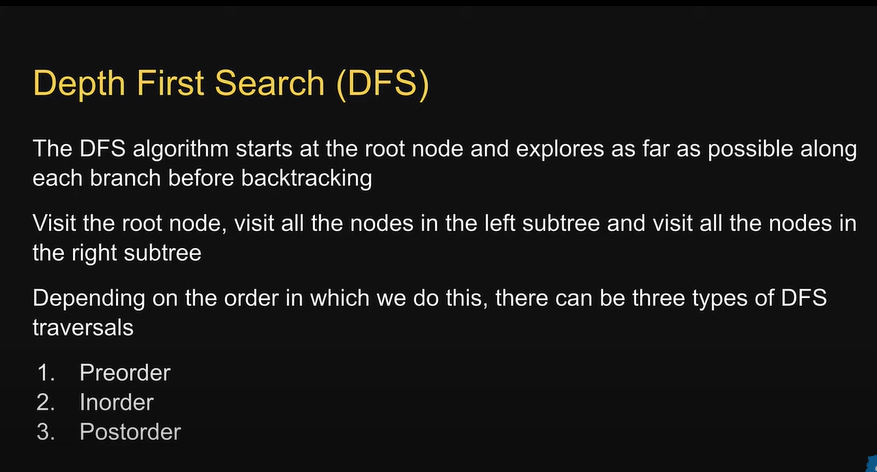 Depth First Search (DFS)
The DFS algorithm starts at the root node and explores as far as possible along
each branch before backtracking
Visit the root node, visit all the nodes in the left subtree and visit all the nodes in
the right subtree
Depending on the order in which we do this, there can be three types of DFS
traversals
1. Preorder
2. Inorder
3. Postorder